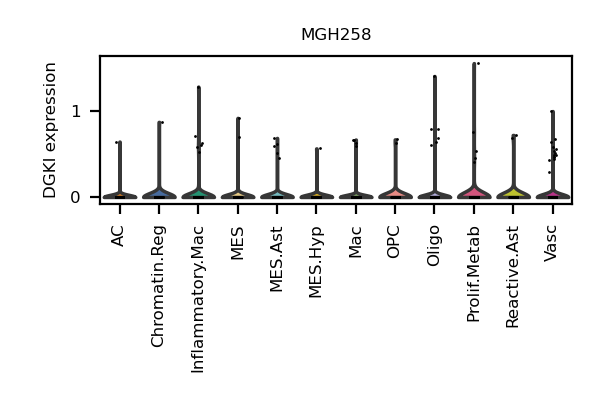 MGH258
DGKI expression
1
0
AC
Chromatin.Reg
Inflammatory.Mac
MES
MES.Ast
MES.Hyp
Mac
OPC
Oligo
Prolif.Metab
Reactive.Ast
Vasc